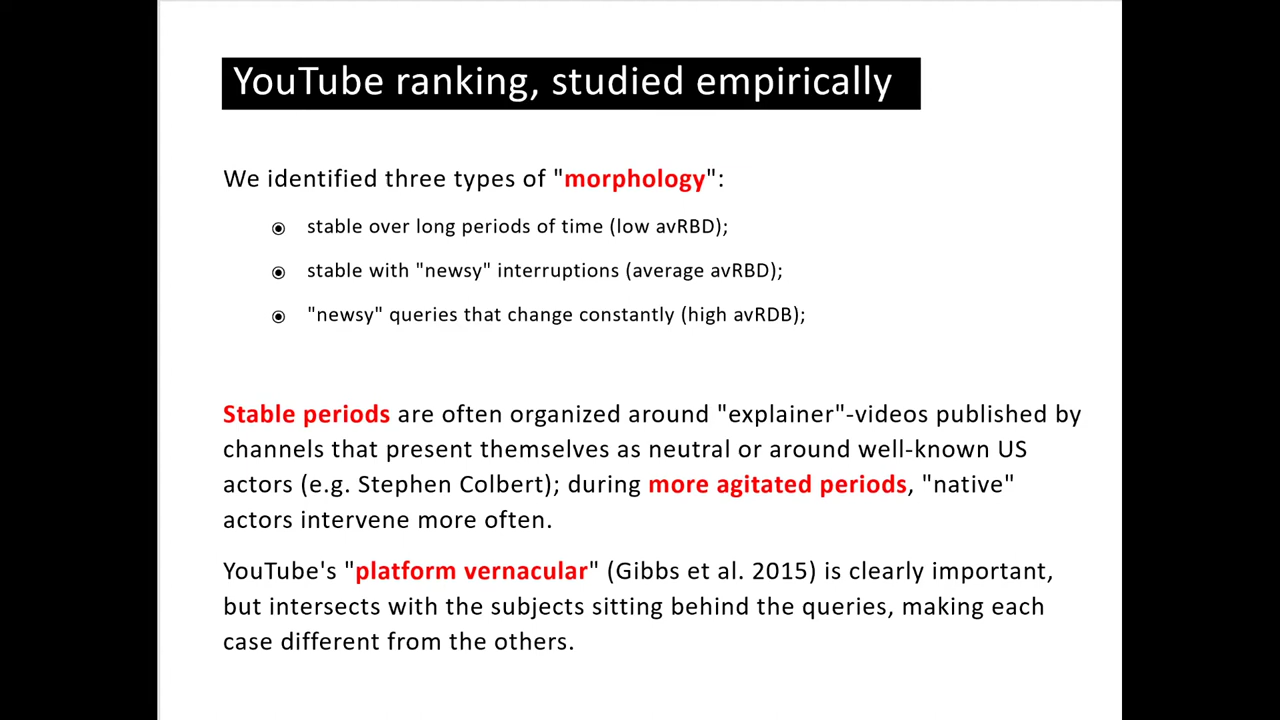 YouTube ranking, studied empirically
We identified three types of "morphology":
stable over long periods of time (low avRBD);
stable with "newsy" interruptions (average avRBD);
"newsy" queries that change constantly (high avRDB);
Stable periods are often organized around "explainer"-videos published by
channels that present themselves as neutral or around well-known US
actors (e.g. Stephen Colbert); during more agitated periods, "native"
actors intervene more often.
YouTube's "platform vernacular" (Gibbs et al. 2015) is clearly important,
but intersects with the subjects sitting behind the queries, making each
case different from the others.